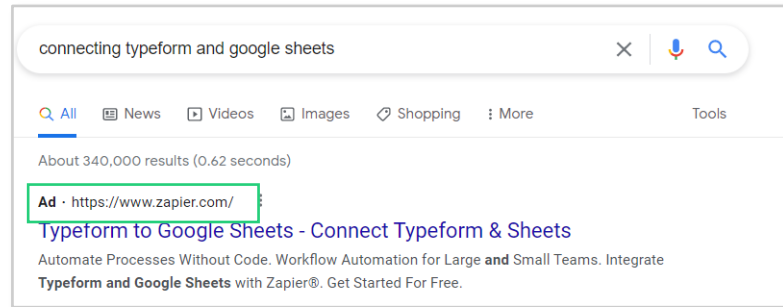 connecting typeform and google sheets
All News Videos Images Shopping More Tools
About 340,000 results (0.62 seconds)
Ad · https://www.zapier.com/
Typeform to Google Sheets - Connect Typeform & Sheets
Automate Processes Without Code. Workflow Automation for Large and Small Teams. Integrate
Typeform and Google Sheets with Zapier®. Get Started For Free.